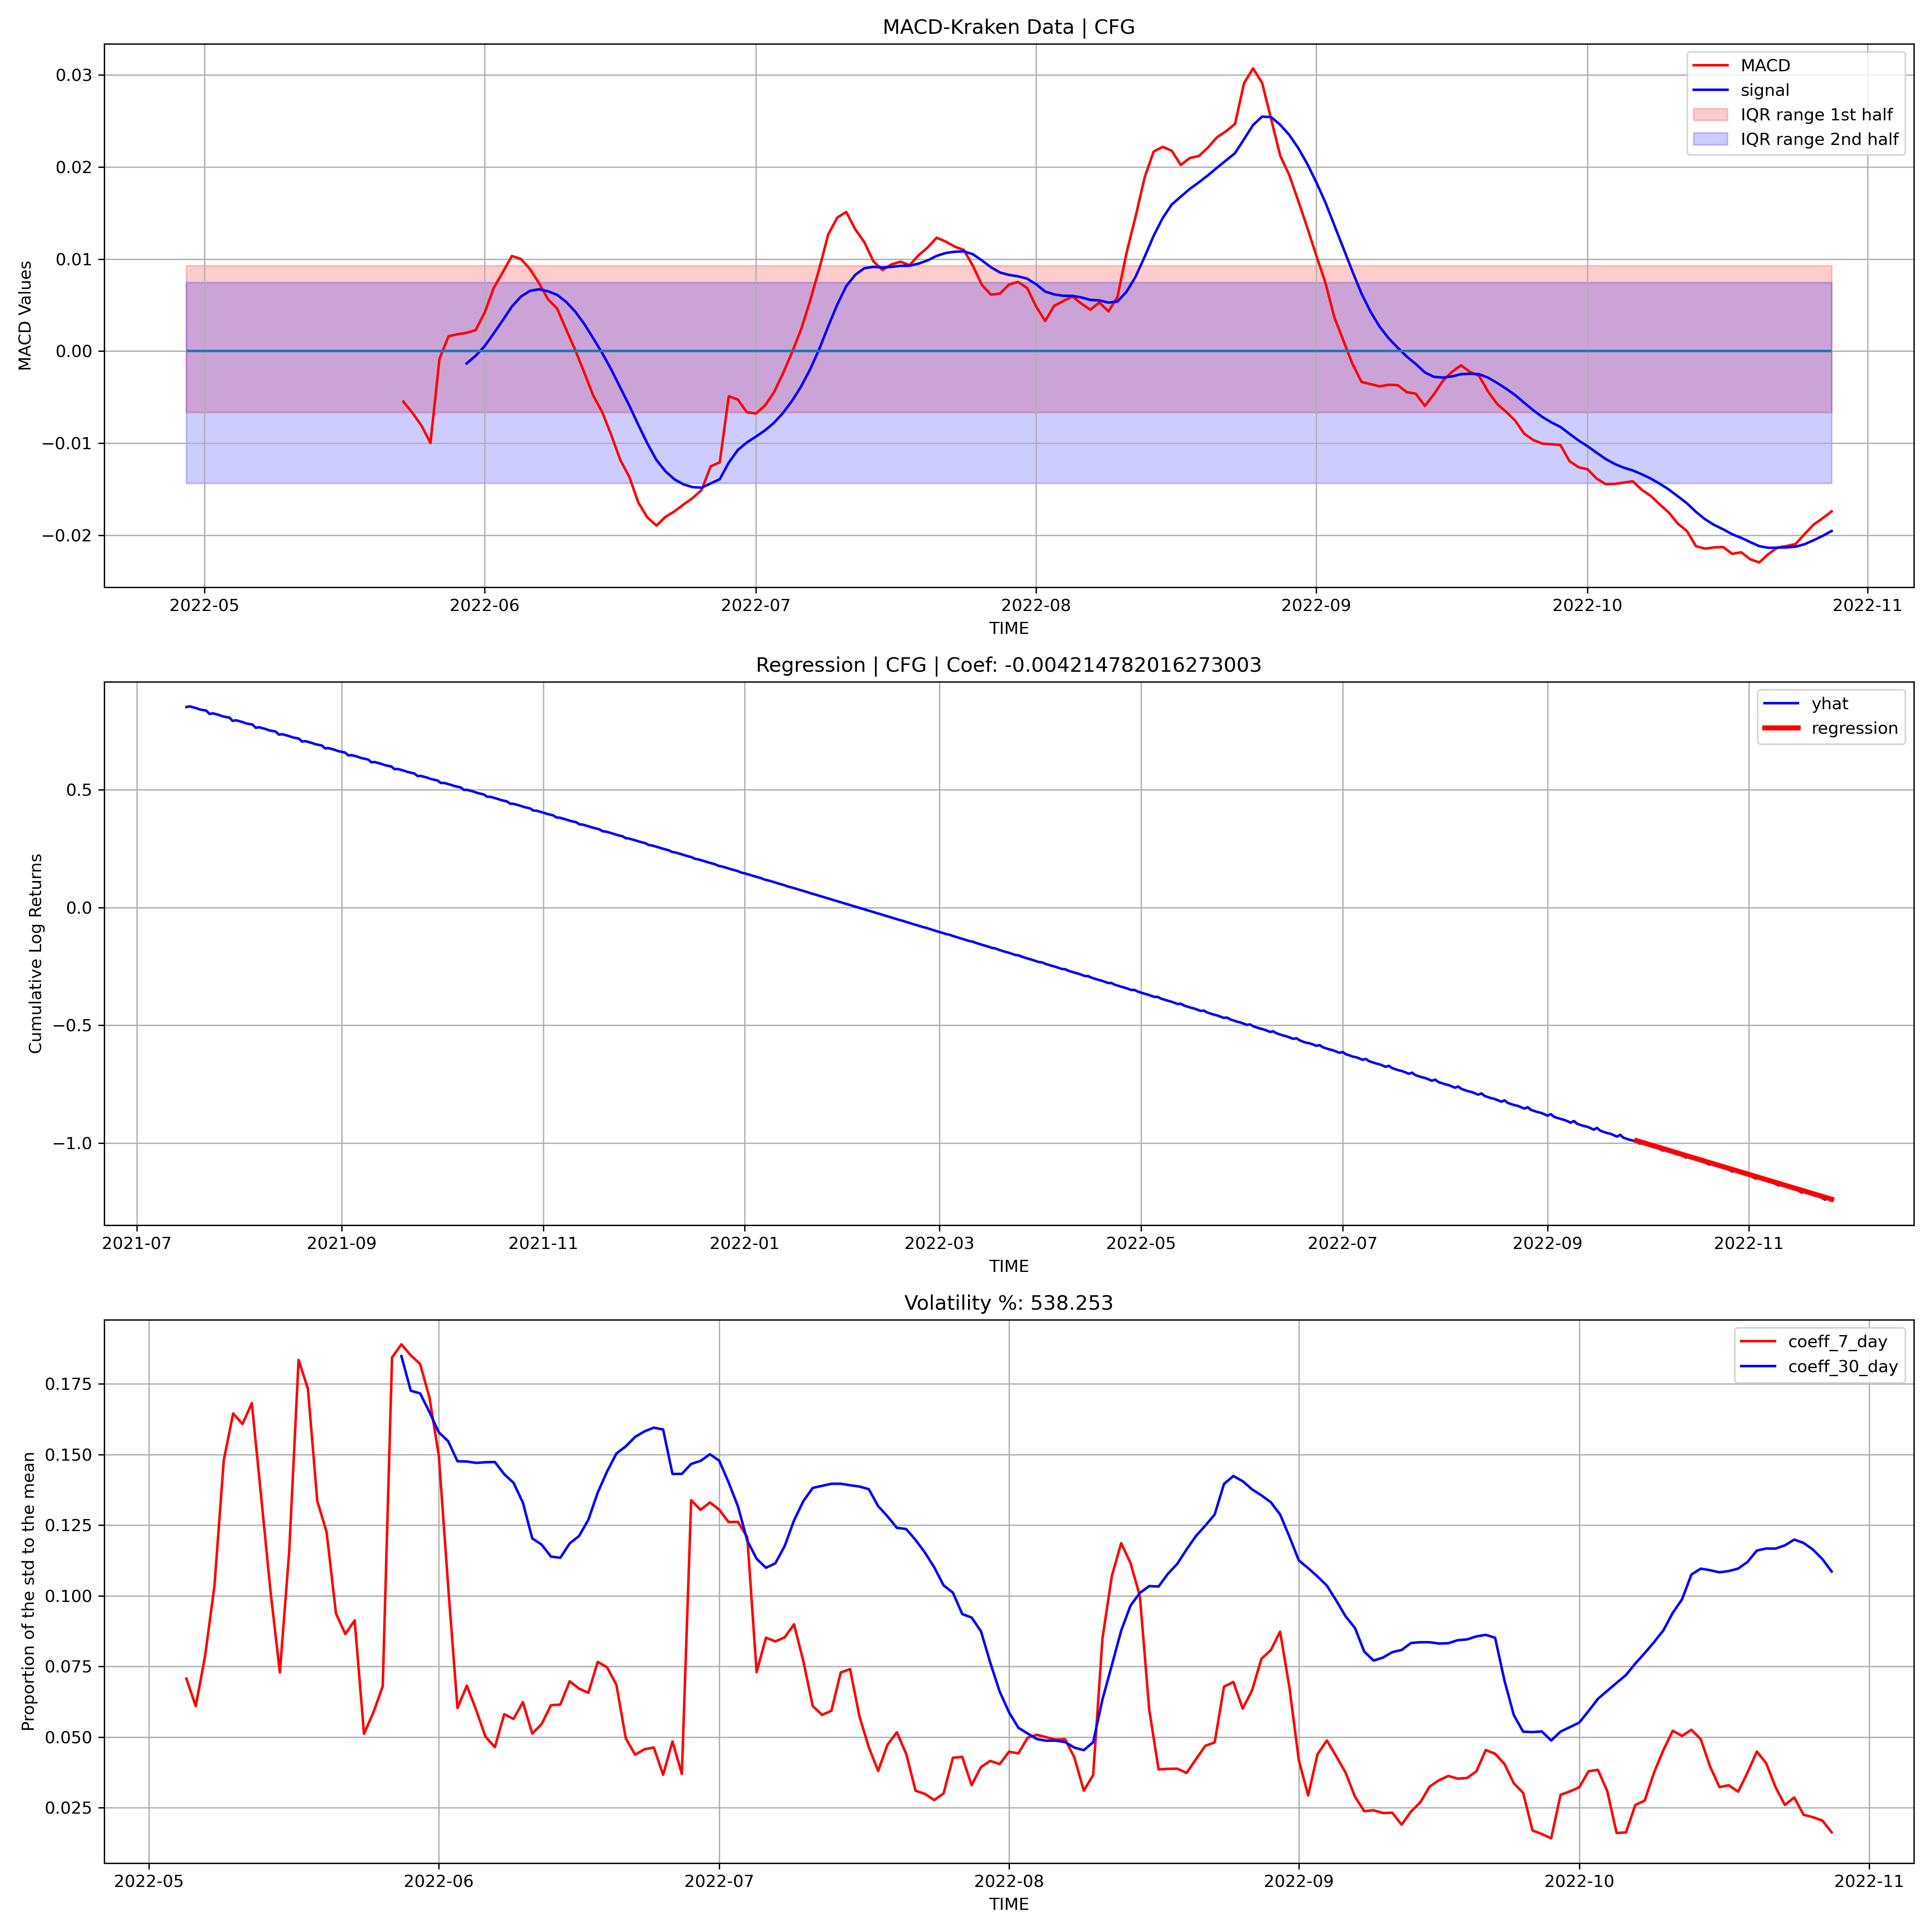 MACD-Kraken Data | CFG
MACD Values
0.03
0.02
0.01
0.00
−0.01
−0.02
MACD
signal
IQR range 1st half
IQR range 2nd half
2022-05 2022-06 2022-07 2022-08 2022-09 2022-10 2022-11
TIME
Regression | CFG | Coef: -0.004214782016273003
Cumulative Log Returns
0.5
0.0
−0.5
−1.0
yhat
regression
2021-07 2021-09 2021-11 2022-01 2022-03 2022-05 2022-07 2022-09 2022-11
TIME
Volatility %: 538.253
Proportion of the std to the mean
0.175
0.150
0.125
0.100
0.075
0.050
0.025
coeff_7_day
coeff_30_day
2022-05 2022-06 2022-07 2022-08 2022-09 2022-10 2022-11
TIME